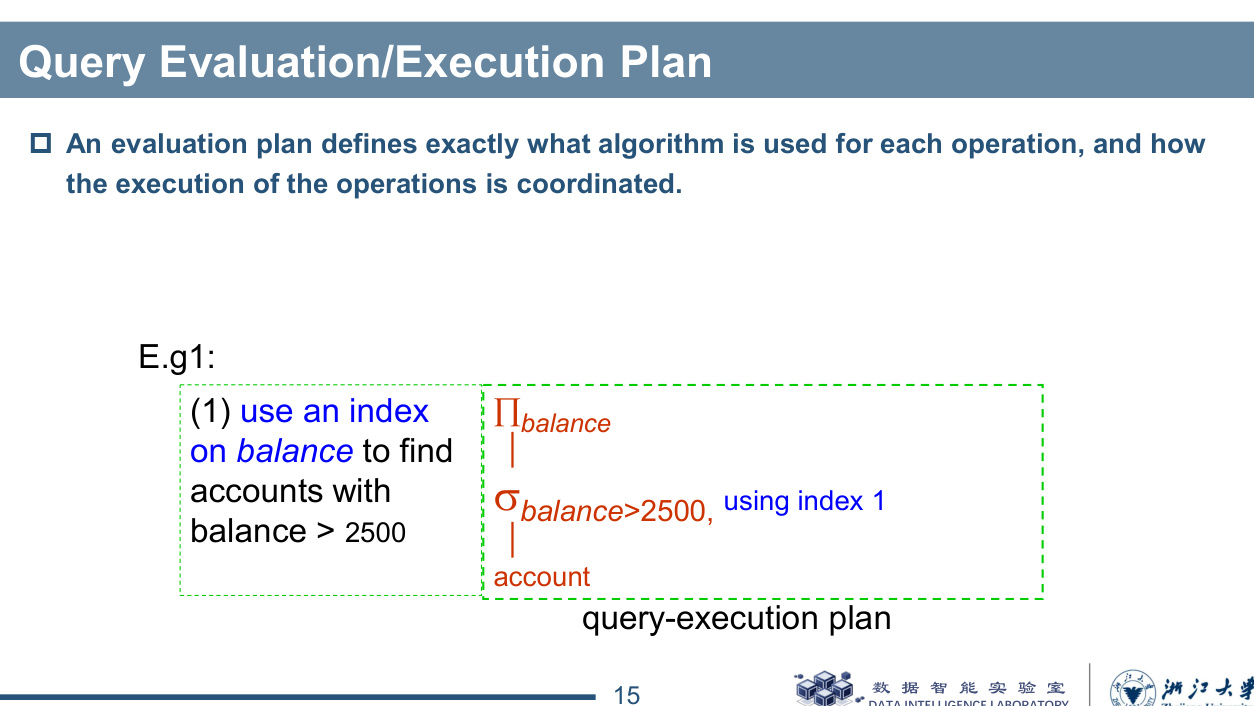 Query Evaluation/Execution Plan
An evaluation plan defines exactly what algorithm is used for each operation, and how
the execution of the operations is coordinated.
E.g1:
(1) use an index
on balance to find
accounts with
balance > 2500
∏balance
σbalance>2500, using index 1
account
query-execution plan
15
数据智能实验室
DATA INTELLIGENCE LABORATORY
浙江大学
Zhejiang University